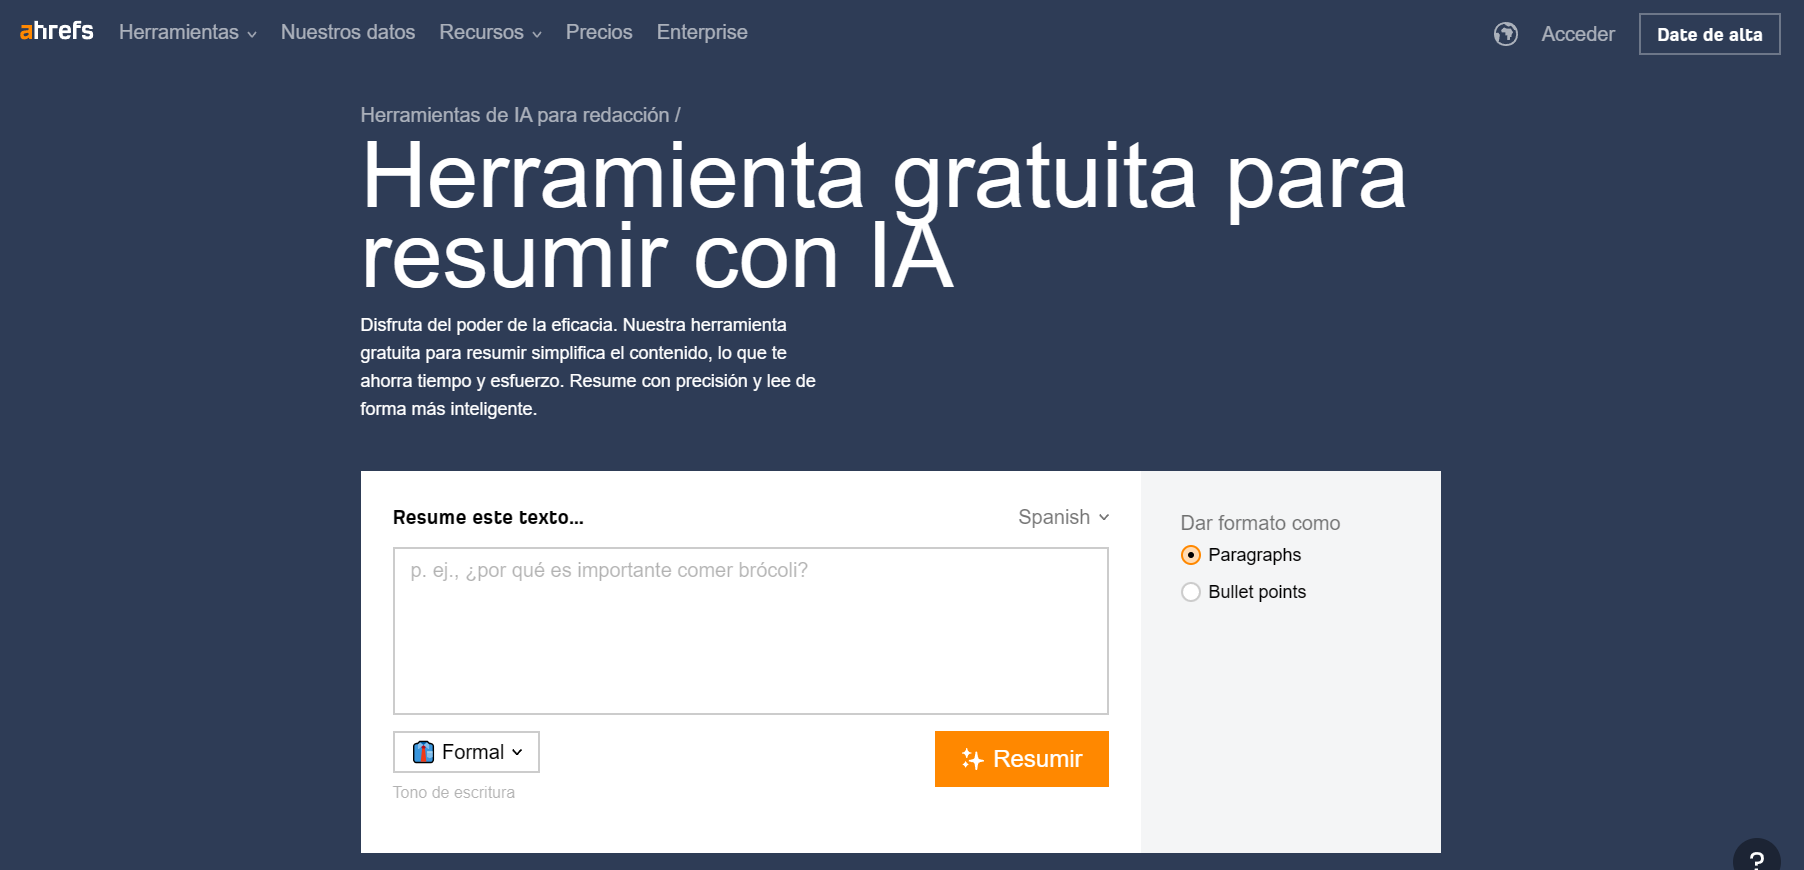 ahrefs
Herramientas
Nuestros datos
Recursos
Precios
Enterprise
Acceder
Date de alta
Herramientas de IA para redacción /
Herramienta gratuita para
resumir con IA
Disfruta del poder de la eficacia. Nuestra herramienta
gratuita para resumir simplifica el contenido, lo que te
ahorra tiempo y esfuerzo. Resume con precisión y lee de
forma más inteligente.
Resume este texto...
Spanish
p. ej., ¿por qué es importante comer brócoli?
Formal
Tono de escritura
Resumir
Dar formato como
Paragraphs
Bullet points
?